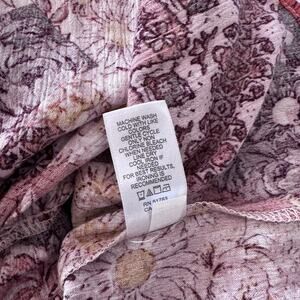 MACHINE WASH
COLD WITH LIKE
COLORS
GENTLE CYCLE
ONLY NON
CHLORINE BLEACH
WHEN NEEDED
LINE DRY
COOL IRON IF
NEEDED
FOR BEST RESULTS,
IRONING IS
RECOMMENDED
RN 61783
CA